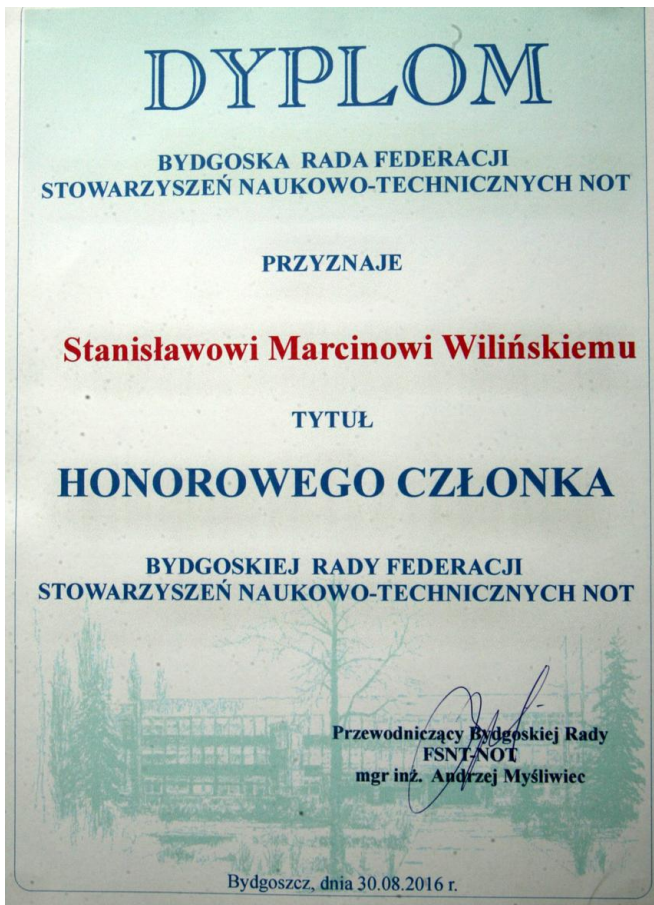 DYPLOM
BYDGOSKA RADA FEDERACJI
STOWARZYSZEŃ NAUKOWO-TECHNICZNYCH NOT
PRZYZNAJE
Stanisławowi Marcinowi Wilińskiemu
TYTUŁ
HONOROWEGO CZŁONKA
BYDGOSKIEJ RADY FEDERACJI
STOWARZYSZEŃ NAUKOWO-TECHNICZNYCH NOT
Przewodniczący Bydgoskiej Rady
FSNT-NOT
mgr inż. Andrzej Myśliwiec
Bydgoszcz, dnia 30.08.2016 r.